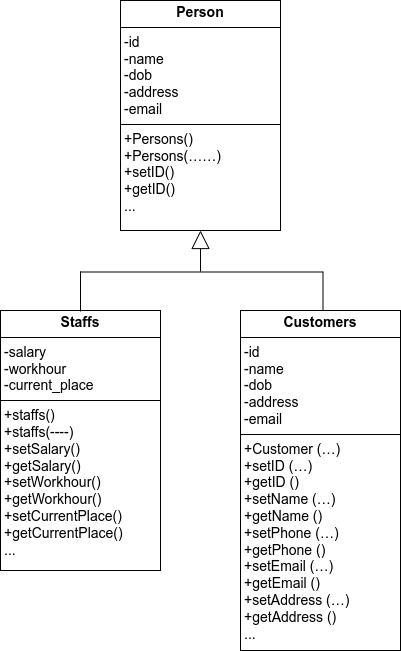 Person
-id
-name
-dob
-address
-email
+Persons()
+Persons(……)
+setID()
+getID()
...
Staffs
-salary
-workhour
-current_place
+staffs()
+staffs(----)
+setSalary()
+getSalary()
+setWorkhour()
+getWorkhour()
+setCurrentPlace()
+getCurrentPlace()
...
Customers
-id
-name
-dob
-address
-email
+Customer (…)
+setID (…)
+getID ()
+setName (…)
+getName ()
+setPhone (…)
+getPhone ()
+setEmail (…)
+getEmail ()
+setAddress (…)
+getAddress ()
...